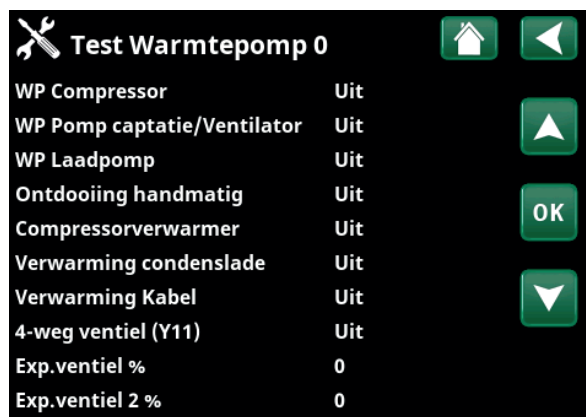 Test Warmtepomp 0
WP Compressor Uit
WP Pomp captatie/Ventilator Uit
WP Laadpomp Uit
Ontdooiing handmatig Uit
Compressorverwarmer Uit
Verwarming condenslade Uit
Verwarming Kabel Uit
4-weg ventiel (Y11) Uit
Exp.ventiel % 0
Exp.ventiel 2 % 0
OK